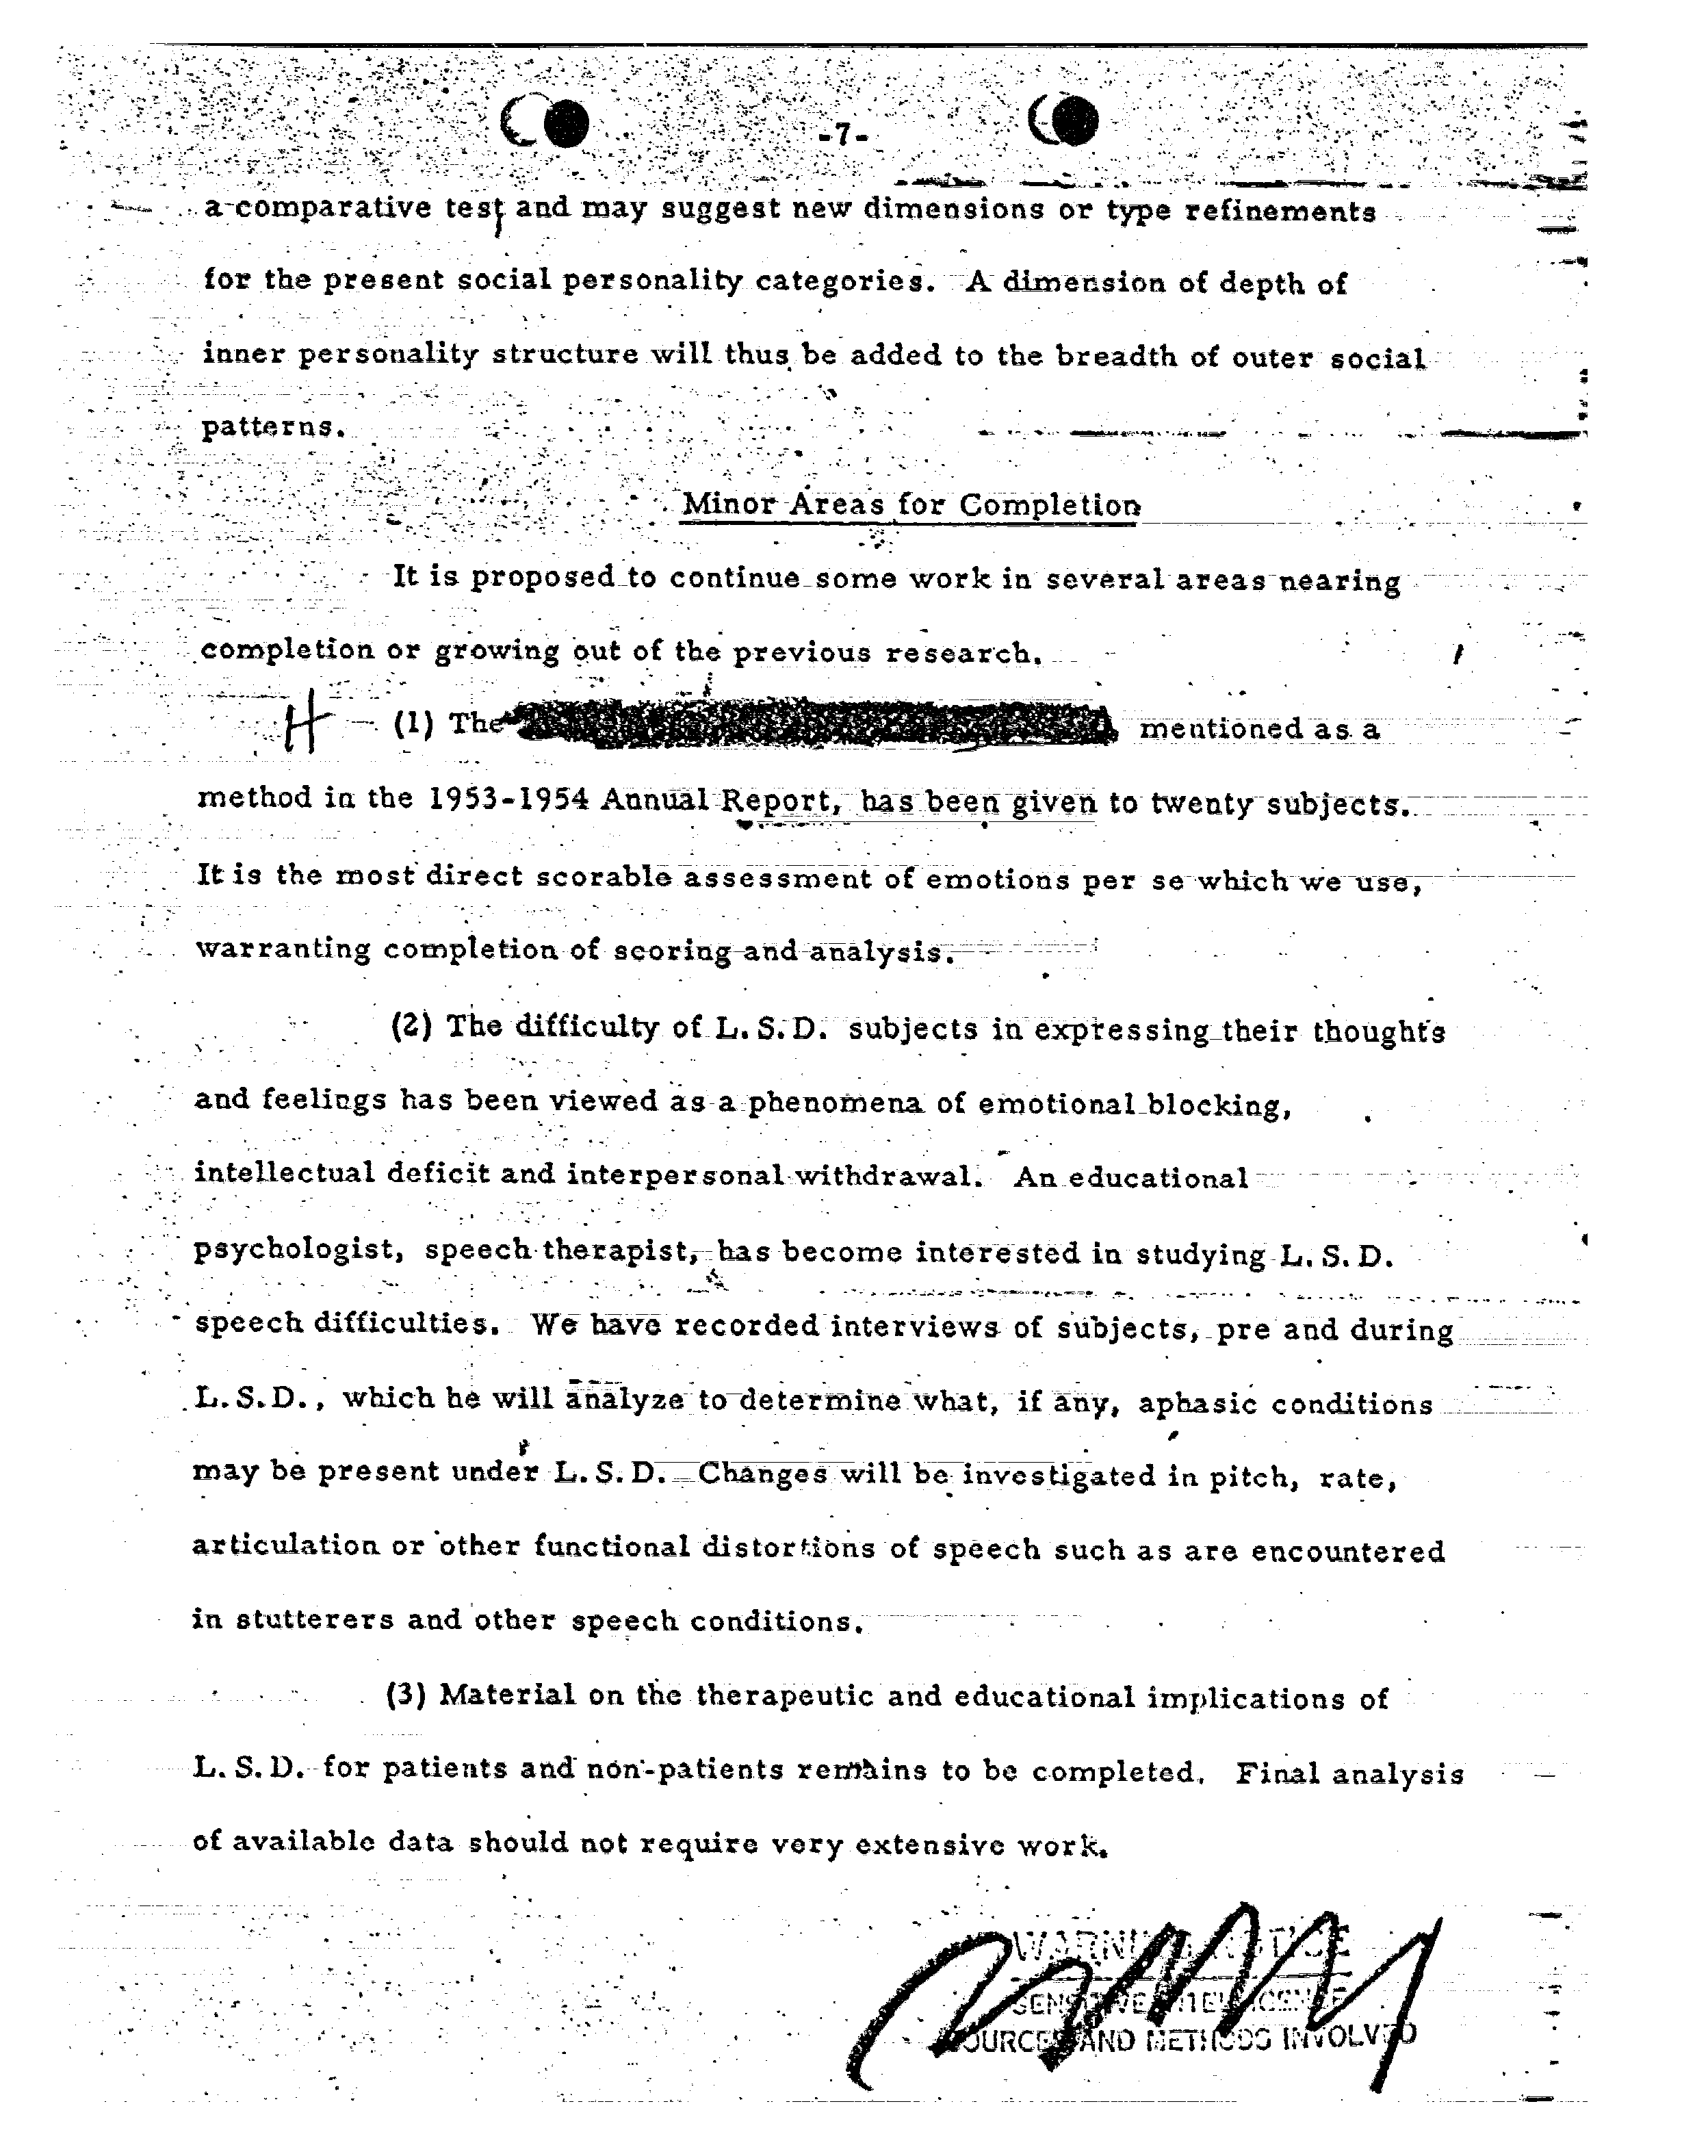 -7-
a comparative test and may suggest new dimensions or type refinements
for the present social personality categories. A dimension of depth of
inner personality structure will thus be added to the breadth of outer social
patterns.
Minor Areas for Completion
It is proposed to continue some work in several areas nearing
completion or growing out of the previous research.
H (1) The mentioned as a
method in the 1953-1954 Annual Report, has been given to twenty subjects.
It is the most direct scorable assessment of emotions per se which we use,
warranting completion of scoring and analysis.
(2) The difficulty of L.S.D. subjects in expressing their thoughts
and feelings has been viewed as a phenomena of emotional blocking,
intellectual deficit and interpersonal withdrawal. An educational
psychologist, speech therapist, has become interested in studying L.S.D.
speech difficulties. We have recorded interviews of subjects, pre and during
L.S.D., which he will analyze to determine what, if any, aphasic conditions
may be present under L.S.D. Changes will be investigated in pitch, rate,
articulation or other functional distortions of speech such as are encountered
in stutterers and other speech conditions.
(3) Material on the therapeutic and educational implications of
L.S.D. for patients and non-patients remains to be completed. Final analysis
of available data should not require very extensive work.
WARNING NOTICE
SENSITIVE INTELLIGENCE
SOURCES AND METHODS INVOLVED